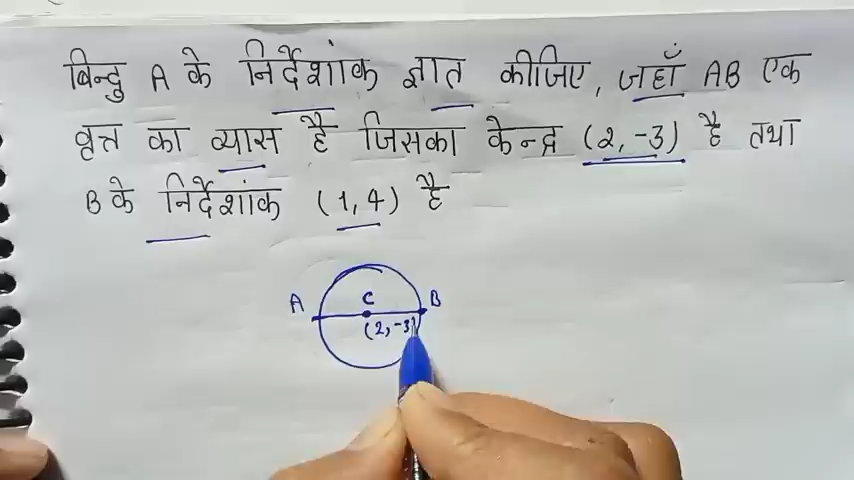 बिन्दु A के निर्देशांक ज्ञात कीजिए, जहाँ AB एक
वृत्त का व्यास है जिसका केन्द्र (2,-3) है तथा
B के निर्देशांक (1,4) है
A C B
(2,-3)